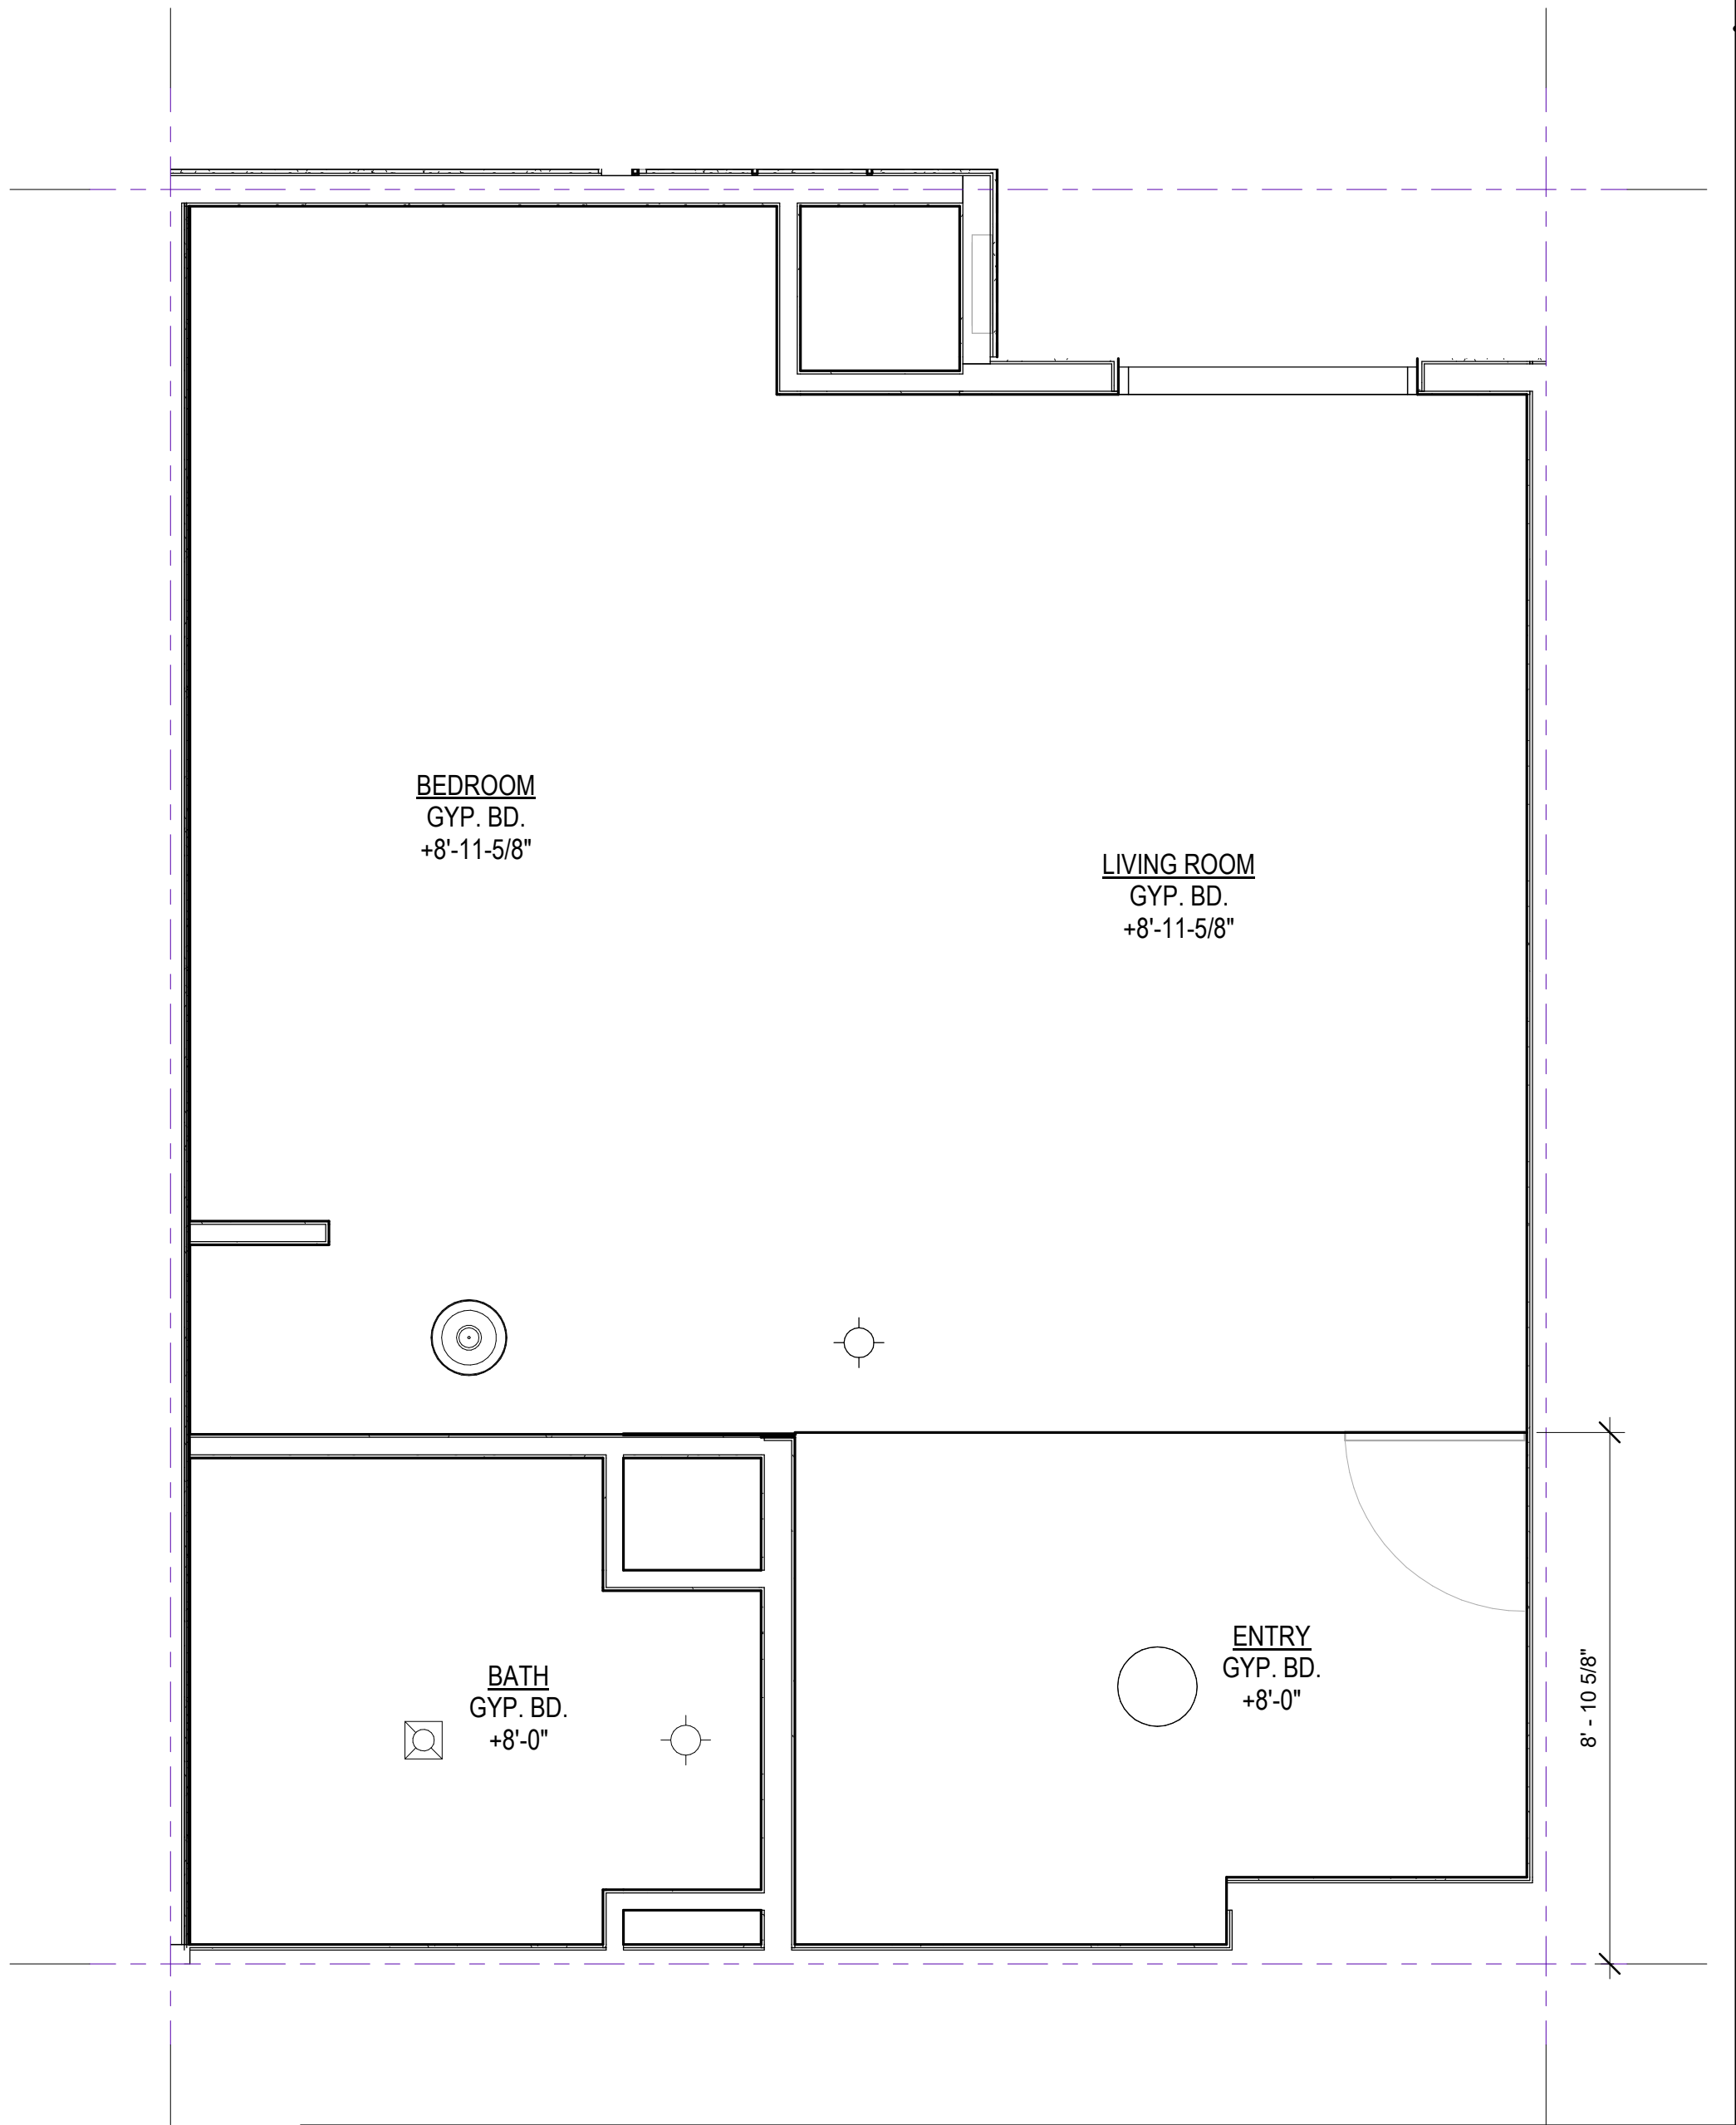 BEDROOM
GYP. BD.
+8'-11-5/8"
LIVING ROOM
GYP. BD.
+8'-11-5/8"
BATH
GYP. BD.
+8'-0"
ENTRY
GYP. BD.
+8'-0"
8' - 10 5/8"